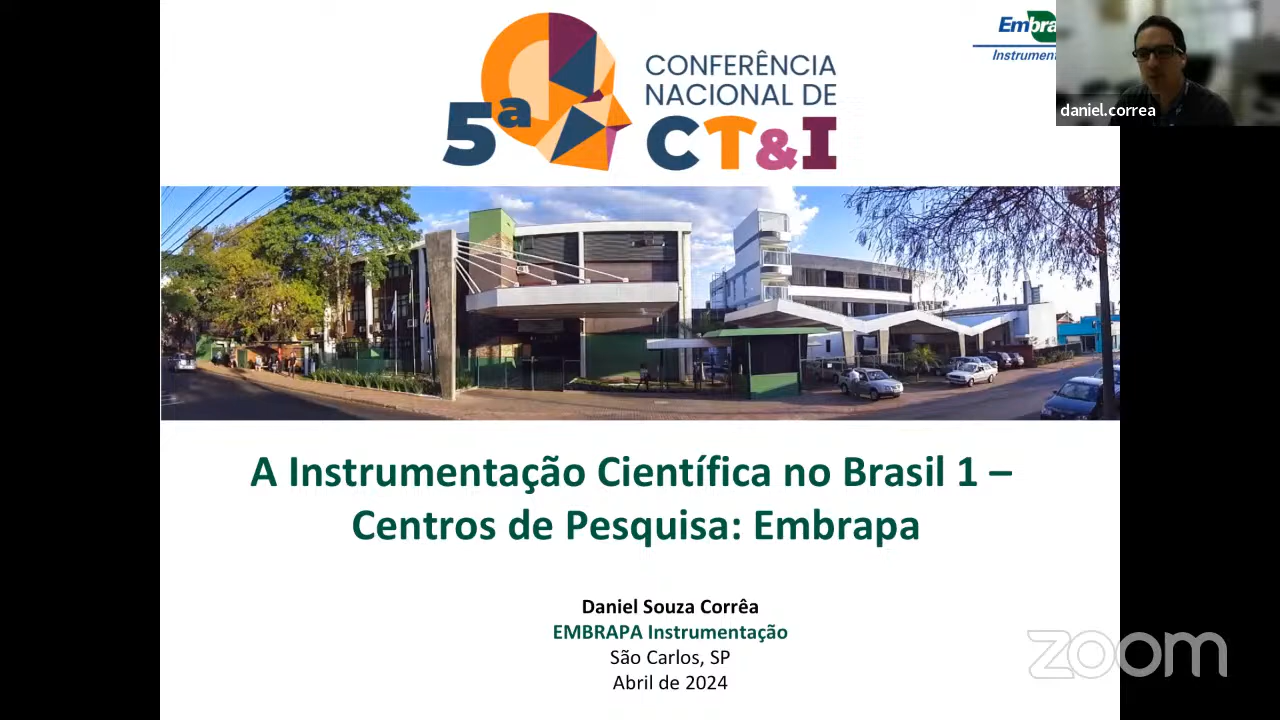 5ª
CONFERÊNCIA
NACIONAL DE
CT&I
Embra
Instrument
daniel.correa
A Instrumentação Científica no Brasil 1 –
Centros de Pesquisa: Embrapa
Daniel Souza Corrêa
EMBRAPA Instrumentação
São Carlos, SP
Abril de 2024
zoom